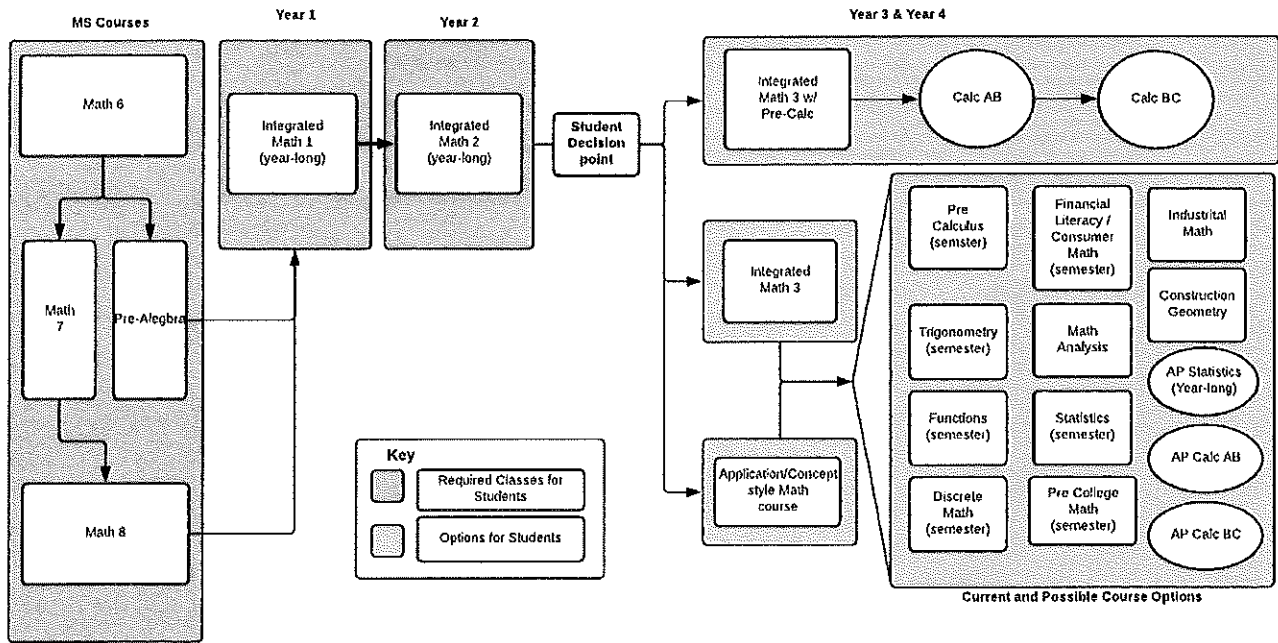 MS Courses
Math 6
Math
7
Pre-Alegbra
Math 8
Year 1
Integrated
Math 1
(year-long)
Year 2
Integrated
Math 2
(year-long)
Student
Decision
point
Year 3 & Year 4
Integrated
Math 3 w/
Pre-Calc
Calc AB
Calc BC
Integrated
Math 3
Application/Concept
style Math
course
Pre
Calculus
(semster)
Financial
Literacy /
Consumer
Math
(semester)
Industrital
Math
Construction
Geometry
Trigonometry
(semester)
Math
Analysis
AP Statistics
(Year-long)
Functions
(semester)
Statistics
(semester)
AP Calc AB
Discrete
Math
(semester)
Pre College
Math
(semester)
AP Calc BC
Current and Possible Course Options
Key
Required Classes for
Students
Options for Students